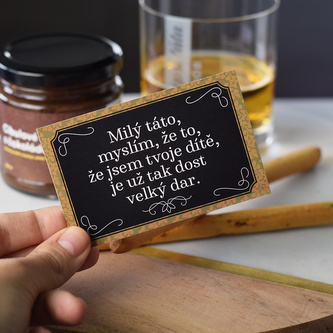 Milý táto,
myslím, že to,
že jsem tvoje dítě,
je už tak dost
velký dar.